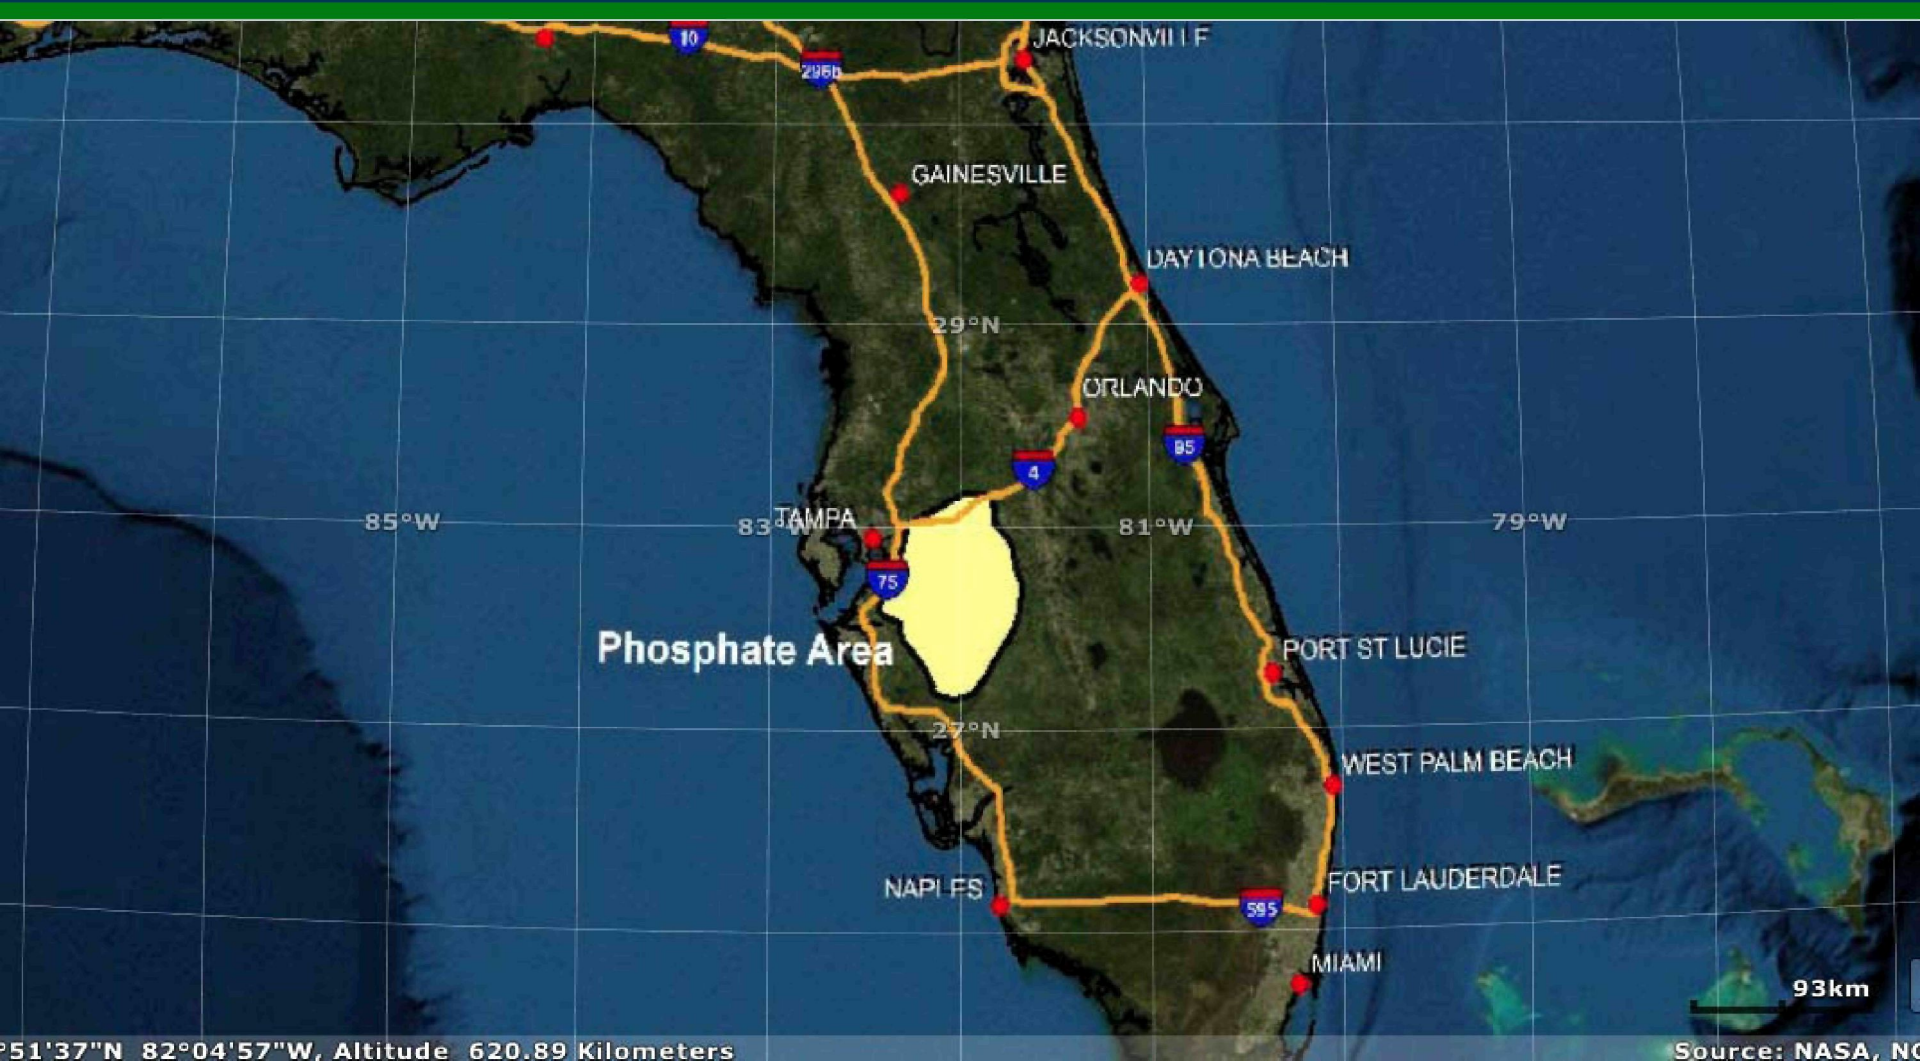 JACKSONVILLE
10
296b
GAINESVILLE
DAYTONA BEACH
29°N
ORLANDO
95
4
TAMPA
85°W
83°W
81°W
79°W
75
Phosphate Area
PORT ST LUCIE
27°N
WEST PALM BEACH
NAPLES
FORT LAUDERDALE
595
MIAMI
93km
°51'37"N 82°04'57"W, Altitude 620.89 Kilometers
Source: NASA,